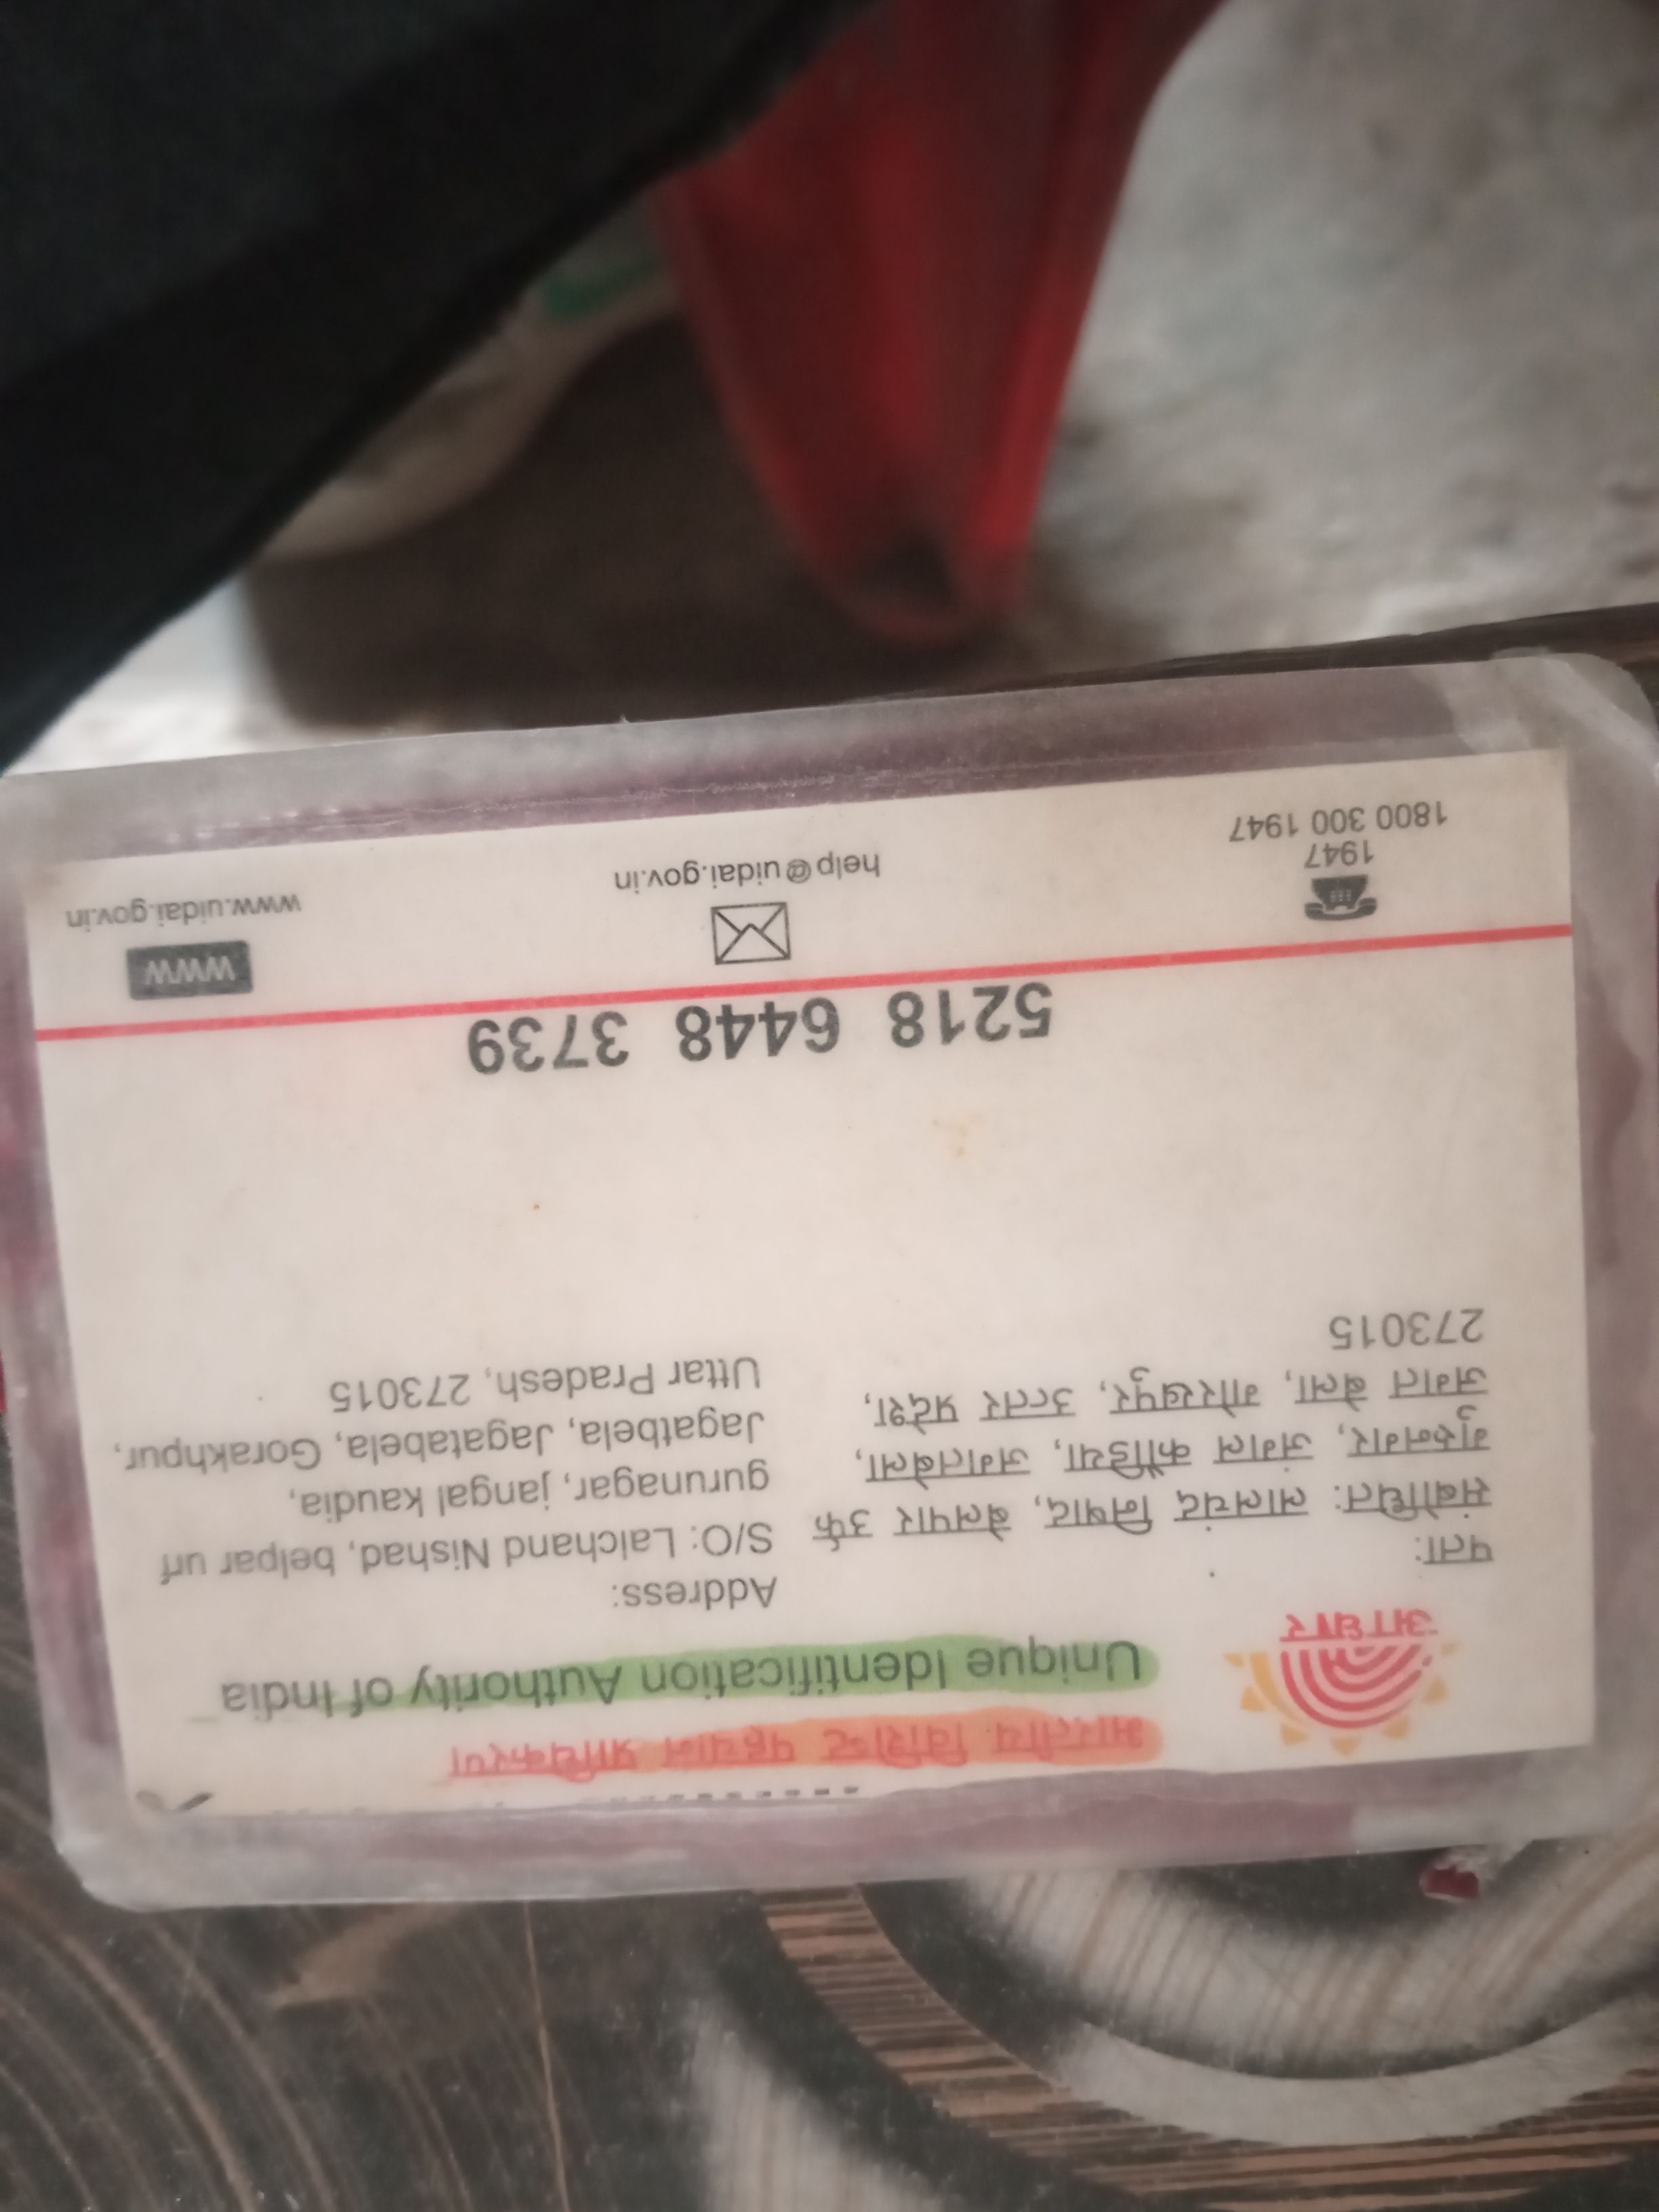 भारतीय विशिष्ट पहचान प्राधिकरण
Unique Identification Authority of India
आधार
पता:
संबोधित: लालचंद निषाद, बेलपार उर्फ
गुरुनगर, जंगल कौडिया, जगतबेला,
जगत बेला, गोरखपुर, उत्तर प्रदेश,
273015
Address:
S/O: Lalchand Nishad, belpar urf
gurunagar, jangal kaudia,
Jagatbela, Jagatabela, Gorakhpur,
Uttar Pradesh, 273015
5218 6448 3739
1947
1800 300 1947
help@uidai.gov.in
WWW
www.uidai.gov.in